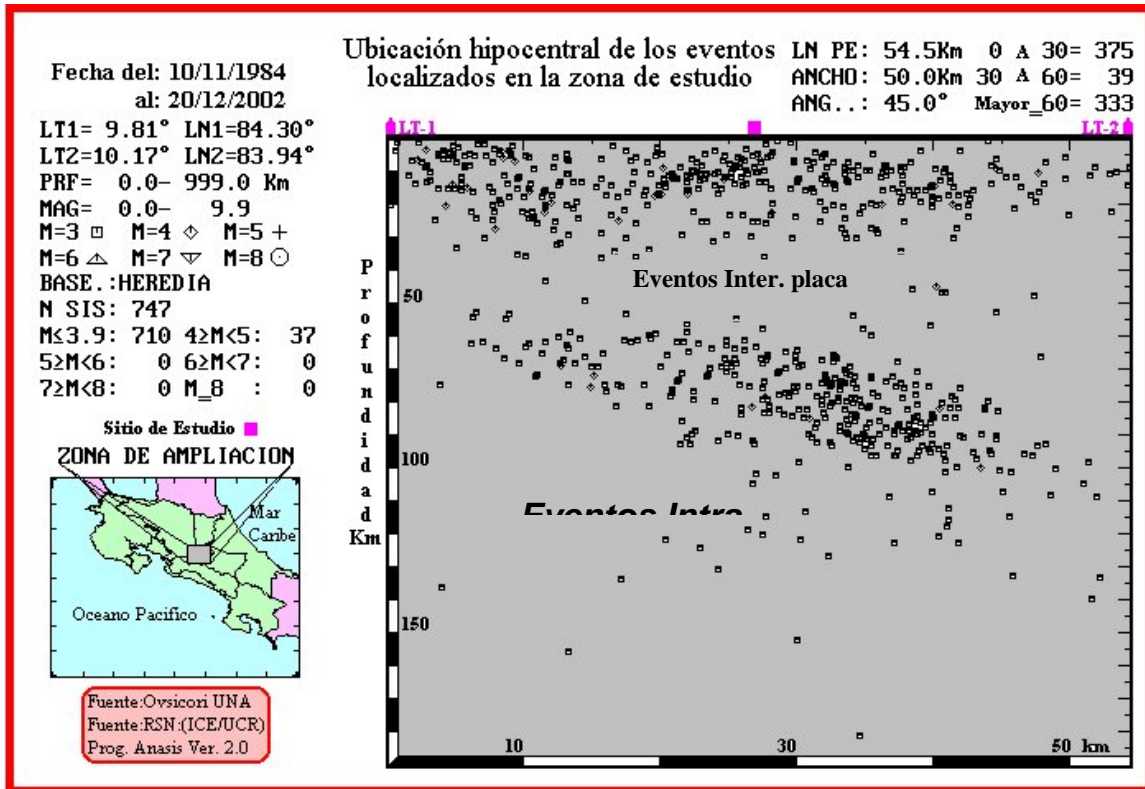 Fecha del: 10/11/1984
al: 20/12/2002
LT1= 9.81° LN1=84.30°
LT2=10.17° LN2=83.94°
PRF= 0.0- 999.0 Km
MAG= 0.0- 9.9
M=3 M=4 M=5
M=6 M=7 M=8
BASE.:HEREDIA
N SIS: 747
M≤3.9: 710 4≥M<5: 37
5≥M<6: 0 6≥M<7: 0
7≥M<8: 0 M_8 : 0
Sitio de Estudio
ZONA DE AMPLIACION
Mar
Caribe
Oceano Pacifico
Fuente:Ovsicori UNA
Fuente:RSN:(ICE/UCR)
Prog. Anasis Ver. 2.0
Ubicación hipocentral de los eventos
localizados en la zona de estudio
LN PE: 54.5Km 0 A 30= 375
ANCHO: 50.0Km 30 A 60= 39
ANG..: 45.0° Mayor_60= 333
LT-1
LT-2
Profundidad
Km
50
100
150
Eventos Inter. placa
Eventos Intra
10
30
50 km